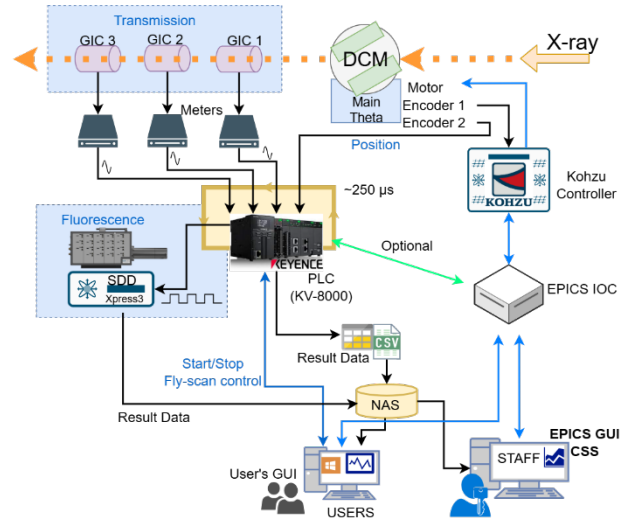 Transmission
GIC 3
GIC 2
GIC 1
X-ray
DCM
Main
Theta
Motor
Encoder 1
Encoder 2
Meters
Position
Kohzu
Controller
KOHZU
~250 μs
Fluorescence
SDD
Xpress3
KEYENCE
PLC
(KV-8000)
Optional
EPICS IOC
Result Data
CSV
Start/Stop
Fly-scan control
Result Data
NAS
EPICS GUI
CSS
STAFF
User's GUI
USERS